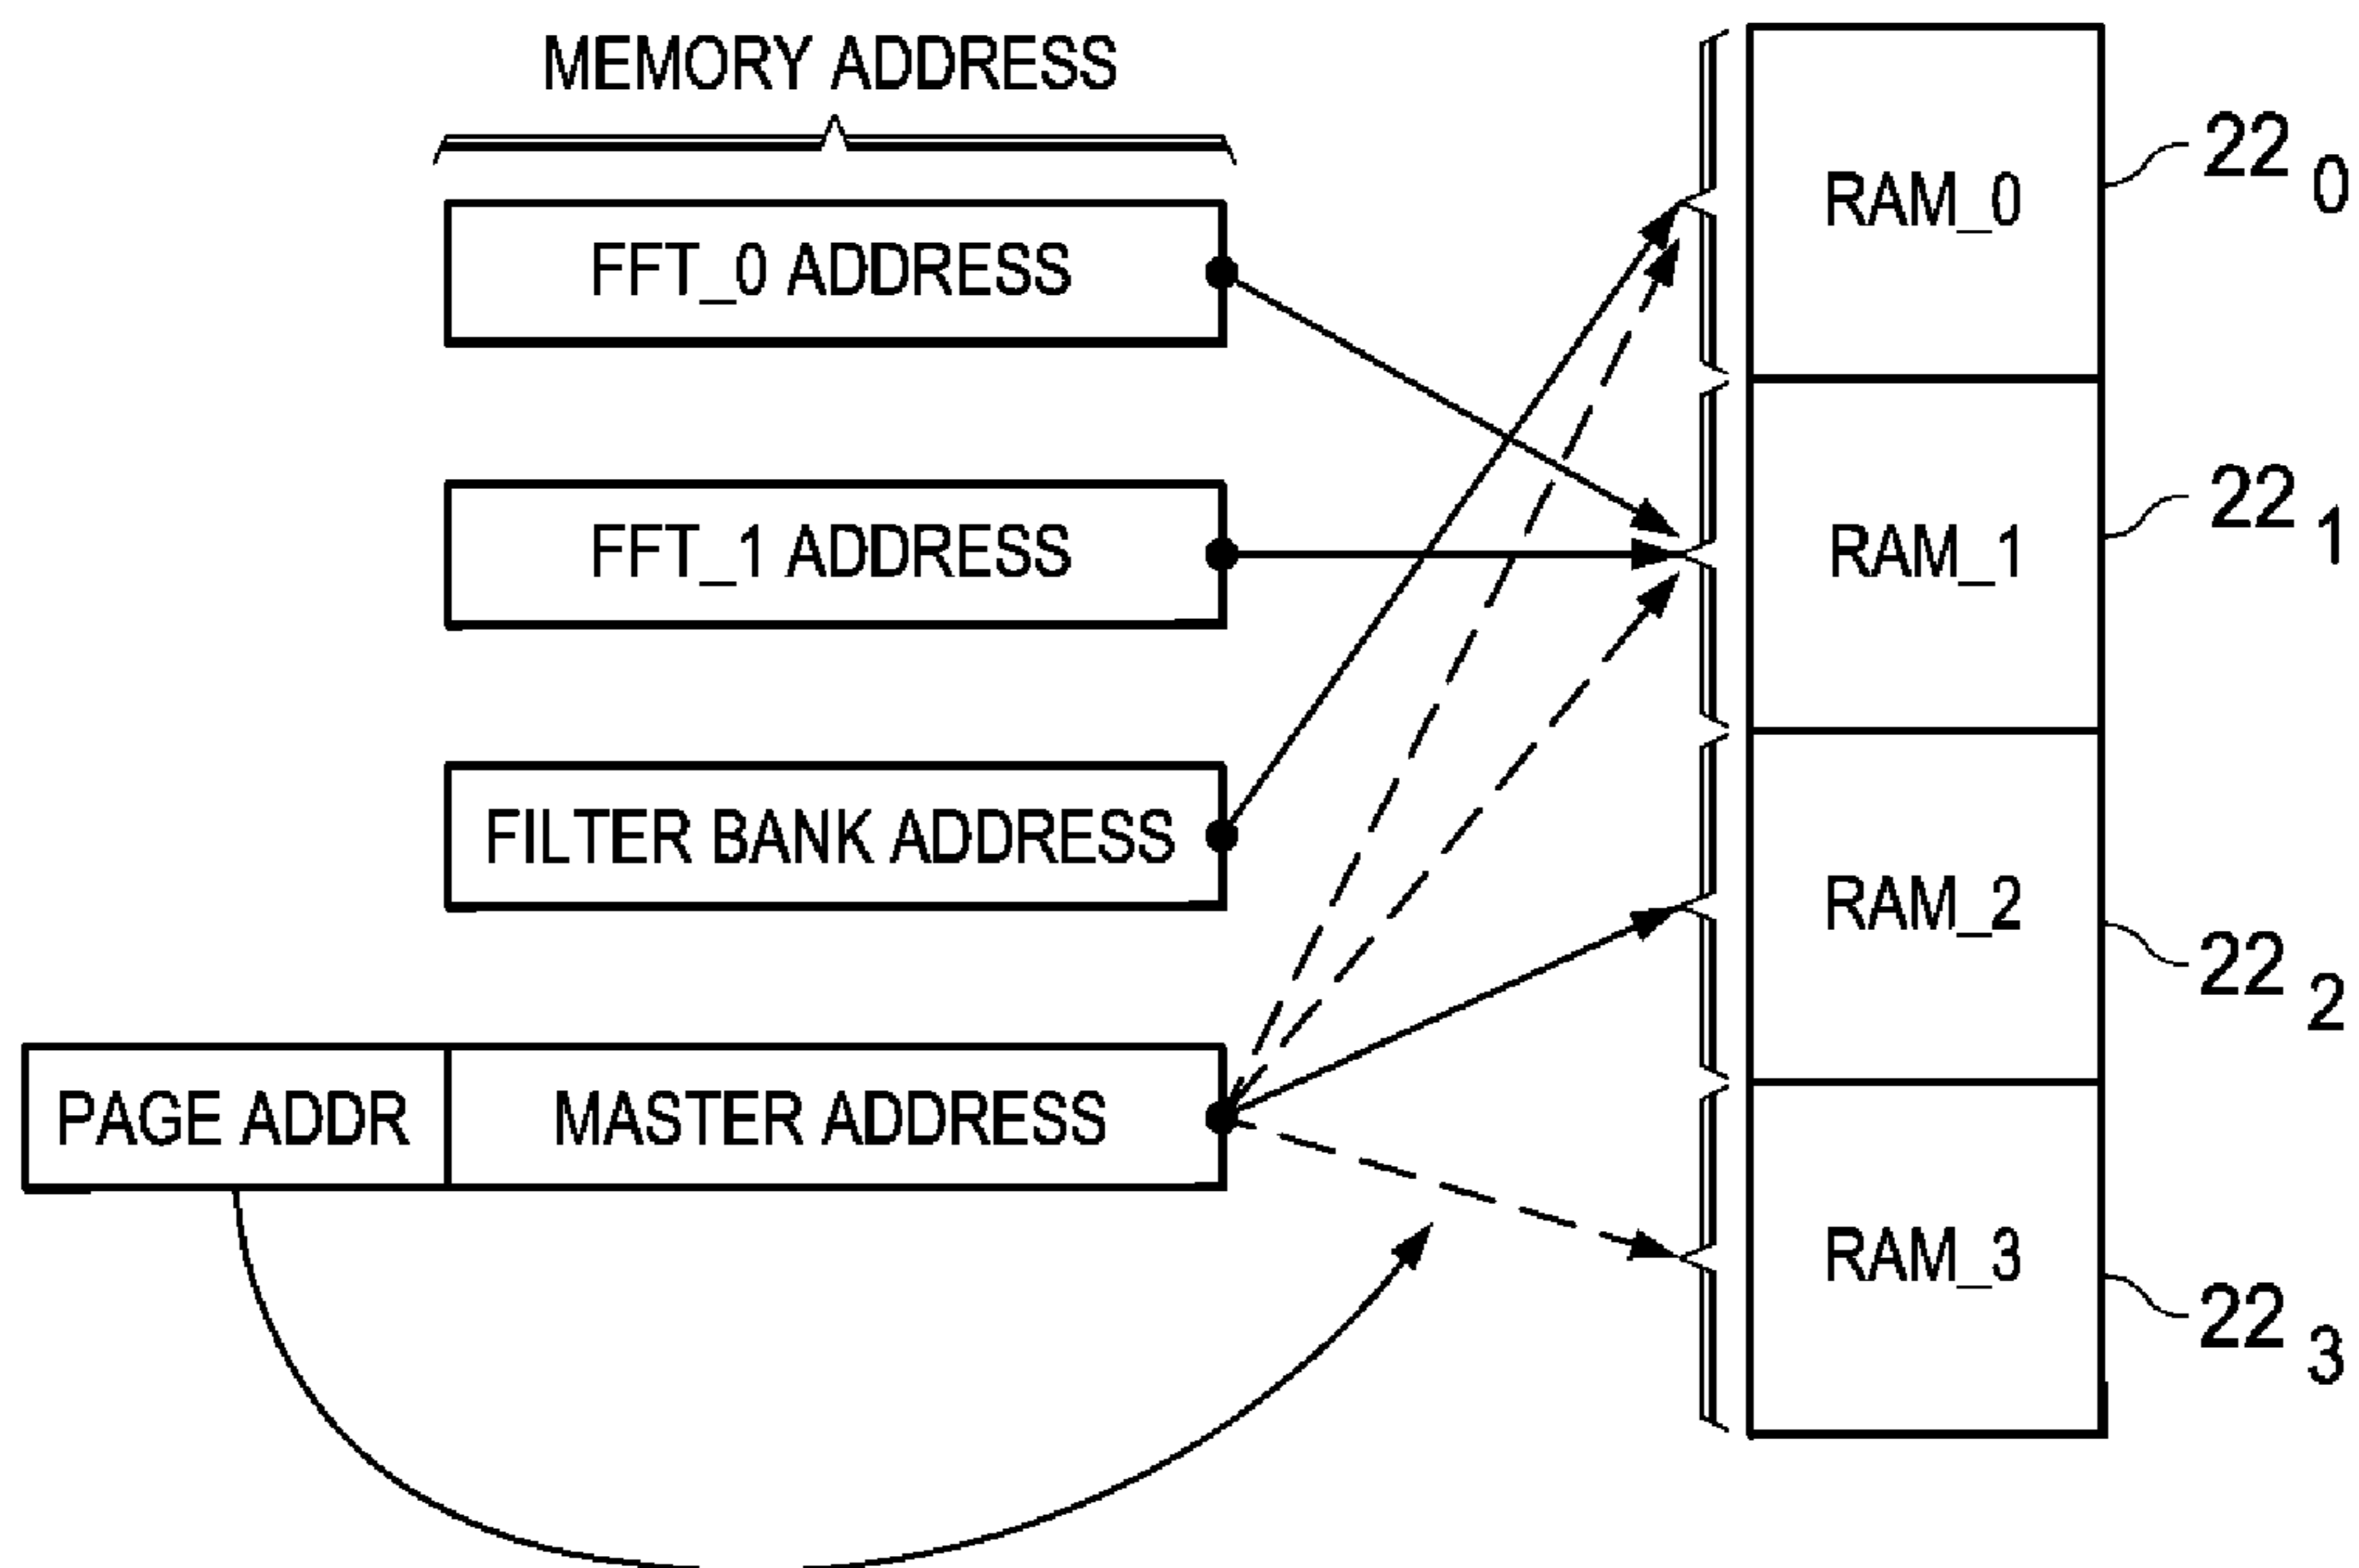 MEMORY ADDRESS
FFT_0 ADDRESS
FFT_1 ADDRESS
FILTER BANK ADDRESS
PAGE ADDR MASTER ADDRESS
RAM_0
22 0
RAM_1
22 1
RAM_2
22 2
RAM_3
22 3